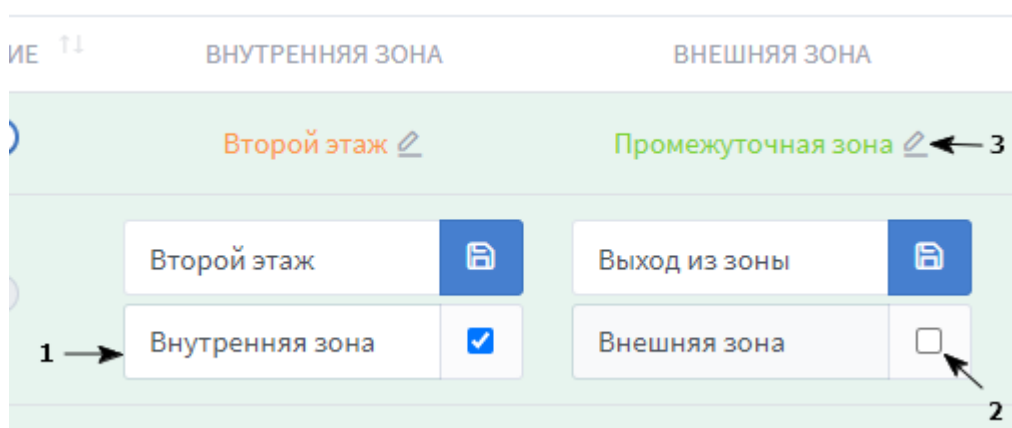 ИЕ ВНУТРЕННЯЯ ЗОНА ВНЕШНЯЯ ЗОНА
Второй этаж Промежуточная зона 3
Второй этаж Выход из зоны
1 Внутренняя зона Внешняя зона
2